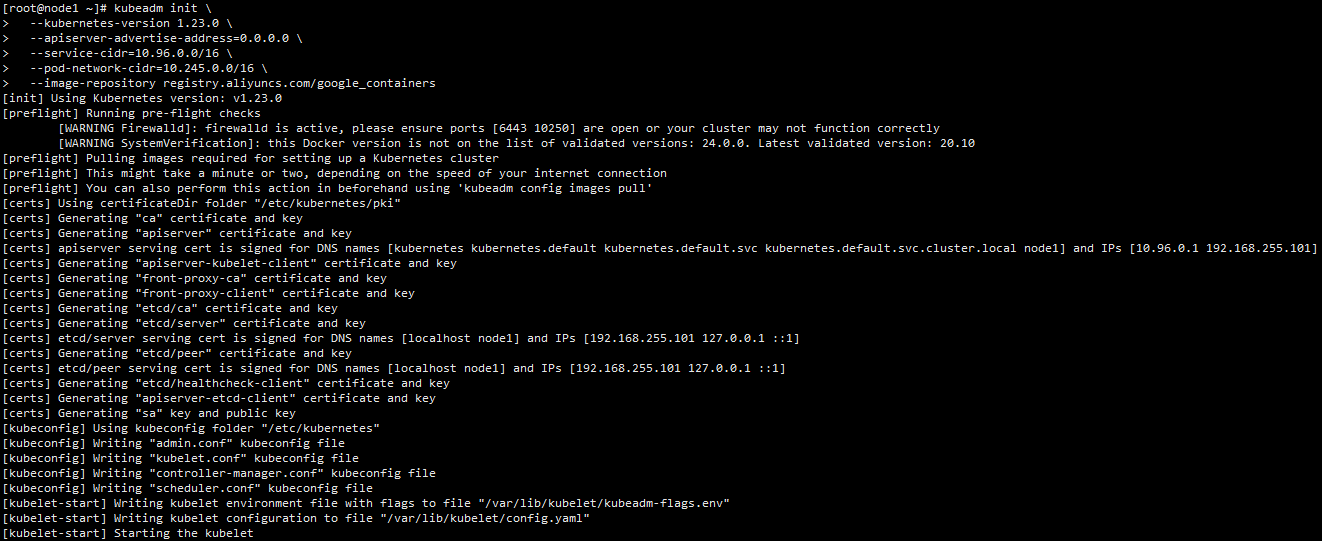 [root@node1 ~]# kubeadm init \
>   --kubernetes-version 1.23.0 \
>   --apiserver-advertise-address=0.0.0.0 \
>   --service-cidr=10.96.0.0/16 \
>   --pod-network-cidr=10.245.0.0/16 \
>   --image-repository registry.aliyuncs.com/google_containers
[init] Using Kubernetes version: v1.23.0
[preflight] Running pre-flight checks
        [WARNING Firewalld]: firewalld is active, please ensure ports [6443 10250] are open or your cluster may not function correctly
        [WARNING SystemVerification]: this Docker version is not on the list of validated versions: 24.0.0. Latest validated version: 20.10
[preflight] Pulling images required for setting up a Kubernetes cluster
[preflight] This might take a minute or two, depending on the speed of your internet connection
[preflight] You can also perform this action in beforehand using 'kubeadm config images pull'
[certs] Using certificateDir folder "/etc/kubernetes/pki"
[certs] Generating "ca" certificate and key
[certs] Generating "apiserver" certificate and key
[certs] apiserver serving cert is signed for DNS names [kubernetes kubernetes.default kubernetes.default.svc kubernetes.default.svc.cluster.local node1] and IPs [10.96.0.1 192.168.255.101]
[certs] Generating "apiserver-kubelet-client" certificate and key
[certs] Generating "front-proxy-ca" certificate and key
[certs] Generating "front-proxy-client" certificate and key
[certs] Generating "etcd/ca" certificate and key
[certs] Generating "etcd/server" certificate and key
[certs] etcd/server serving cert is signed for DNS names [localhost node1] and IPs [192.168.255.101 127.0.0.1 ::1]
[certs] Generating "etcd/peer" certificate and key
[certs] etcd/peer serving cert is signed for DNS names [localhost node1] and IPs [192.168.255.101 127.0.0.1 ::1]
[certs] Generating "etcd/healthcheck-client" certificate and key
[certs] Generating "apiserver-etcd-client" certificate and key
[certs] Generating "sa" key and public key
[kubeconfig] Using kubeconfig folder "/etc/kubernetes"
[kubeconfig] Writing "admin.conf" kubeconfig file
[kubeconfig] Writing "kubelet.conf" kubeconfig file
[kubeconfig] Writing "controller-manager.conf" kubeconfig file
[kubeconfig] Writing "scheduler.conf" kubeconfig file
[kubelet-start] Writing kubelet environment file with flags to file "/var/lib/kubelet/kubeadm-flags.env"
[kubelet-start] Writing kubelet configuration to file "/var/lib/kubelet/config.yaml"
[kubelet-start] Starting the kubelet